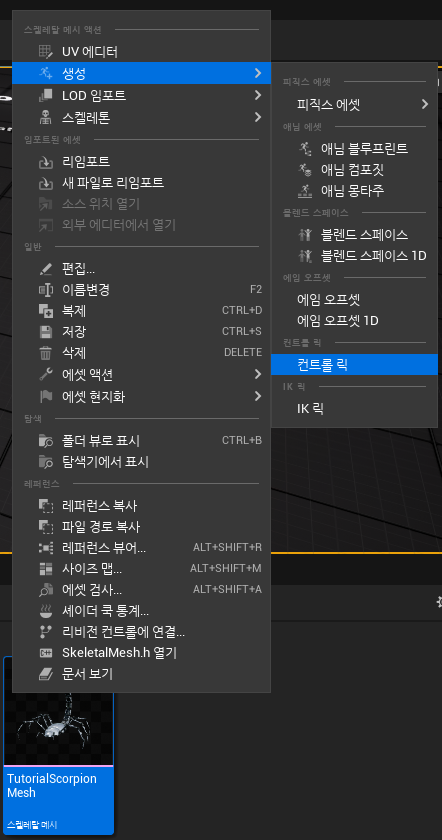 스켈레탈 메시 액션
UV 에디터
생성
LOD 임포트
스켈레톤
임포트된 에셋
리임포트
새 파일로 리임포트
소스 위치 열기
외부 에디터에서 열기
일반
편집...
이름변경 F2
복제 CTRL+D
저장 CTRL+S
삭제 DELETE
에셋 액션
에셋 현지화
탐색
폴더 뷰로 표시 CTRL+B
탐색기에서 표시
레퍼런스
레퍼런스 복사
파일 경로 복사
레퍼런스 뷰어... ALT+SHIFT+R
사이즈 맵... ALT+SHIFT+M
에셋 검사... ALT+SHIFT+A
셰이더 쿡 통계...
리비전 컨트롤에 연결...
SkeletalMesh.h 열기
문서 보기
피직스 에셋
피직스 에셋
애님 에셋
애님 블루프린트
애님 컴포짓
애님 몽타주
블렌드 스페이스
블렌드 스페이스
블렌드 스페이스 1D
에임 오프셋
에임 오프셋
에임 오프셋 1D
컨트롤 릭
컨트롤 릭
IK 릭
IK 릭
TutorialScorpion
Mesh
스켈레탈 메시